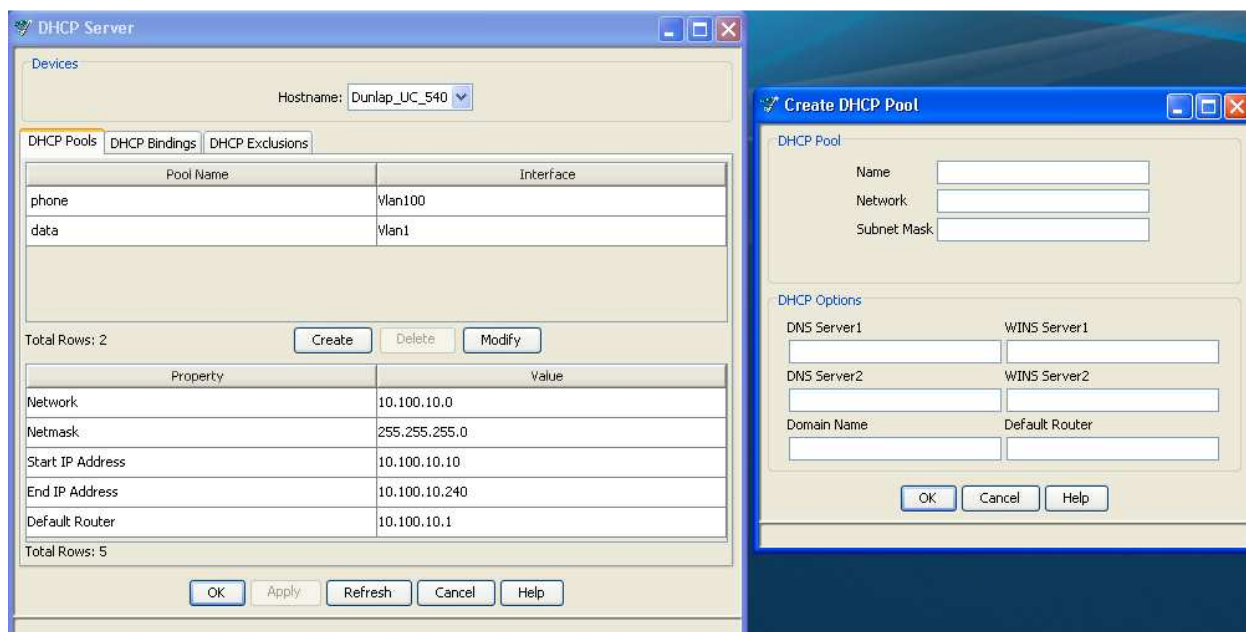 DHCP Server
Devices
Hostname: Dunlap_UC_540
DHCP Pools DHCP Bindings DHCP Exclusions
Pool Name Interface
phone Vlan100
data Vlan1
Total Rows: 2 Create Delete Modify
Property Value
Network 10.100.10.0
Netmask 255.255.255.0
Start IP Address 10.100.10.10
End IP Address 10.100.10.240
Default Router 10.100.10.1
Total Rows: 5
OK Apply Refresh Cancel Help
Create DHCP Pool
DHCP Pool
Name
Network
Subnet Mask
DHCP Options
DNS Server1 WINS Server1
DNS Server2 WINS Server2
Domain Name Default Router
OK Cancel Help